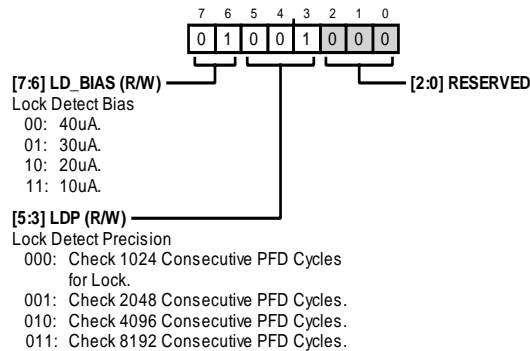 7 6 5 4 3 2 1 0
0 1 0 0 1 0 0 0
[7:6] LD_BIAS (R/W) [2:0] RESERVED
Lock Detect Bias
00: 40uA.
01: 30uA.
10: 20uA.
11: 10uA.
[5:3] LDP (R/W)
Lock Detect Precision
000: Check 1024 Consecutive PFD Cycles
for Lock.
001: Check 2048 Consecutive PFD Cycles.
010: Check 4096 Consecutive PFD Cycles.
011: Check 8192 Consecutive PFD Cycles.